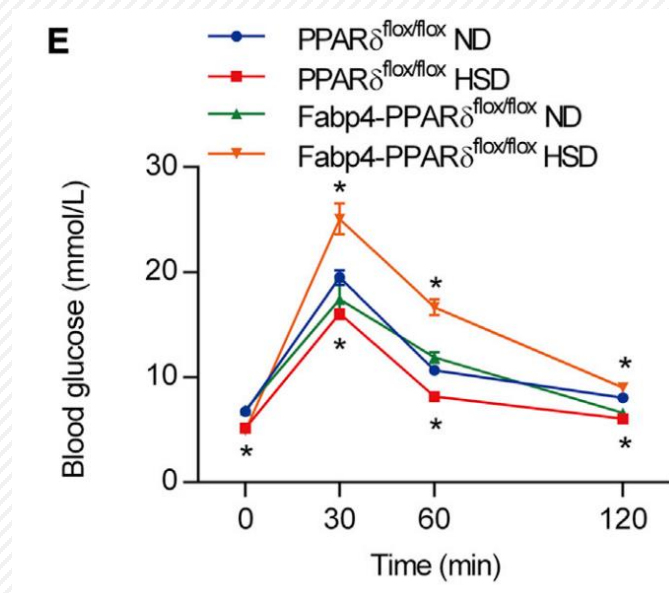 E
PPARδflox/flox ND
PPARδflox/flox HSD
Fabp4-PPARδflox/flox ND
Fabp4-PPARδflox/flox HSD
30
20
10
0
Blood glucose (mmol/L)
*
*
*
*
*
*
*
0
30
60
120
Time (min)